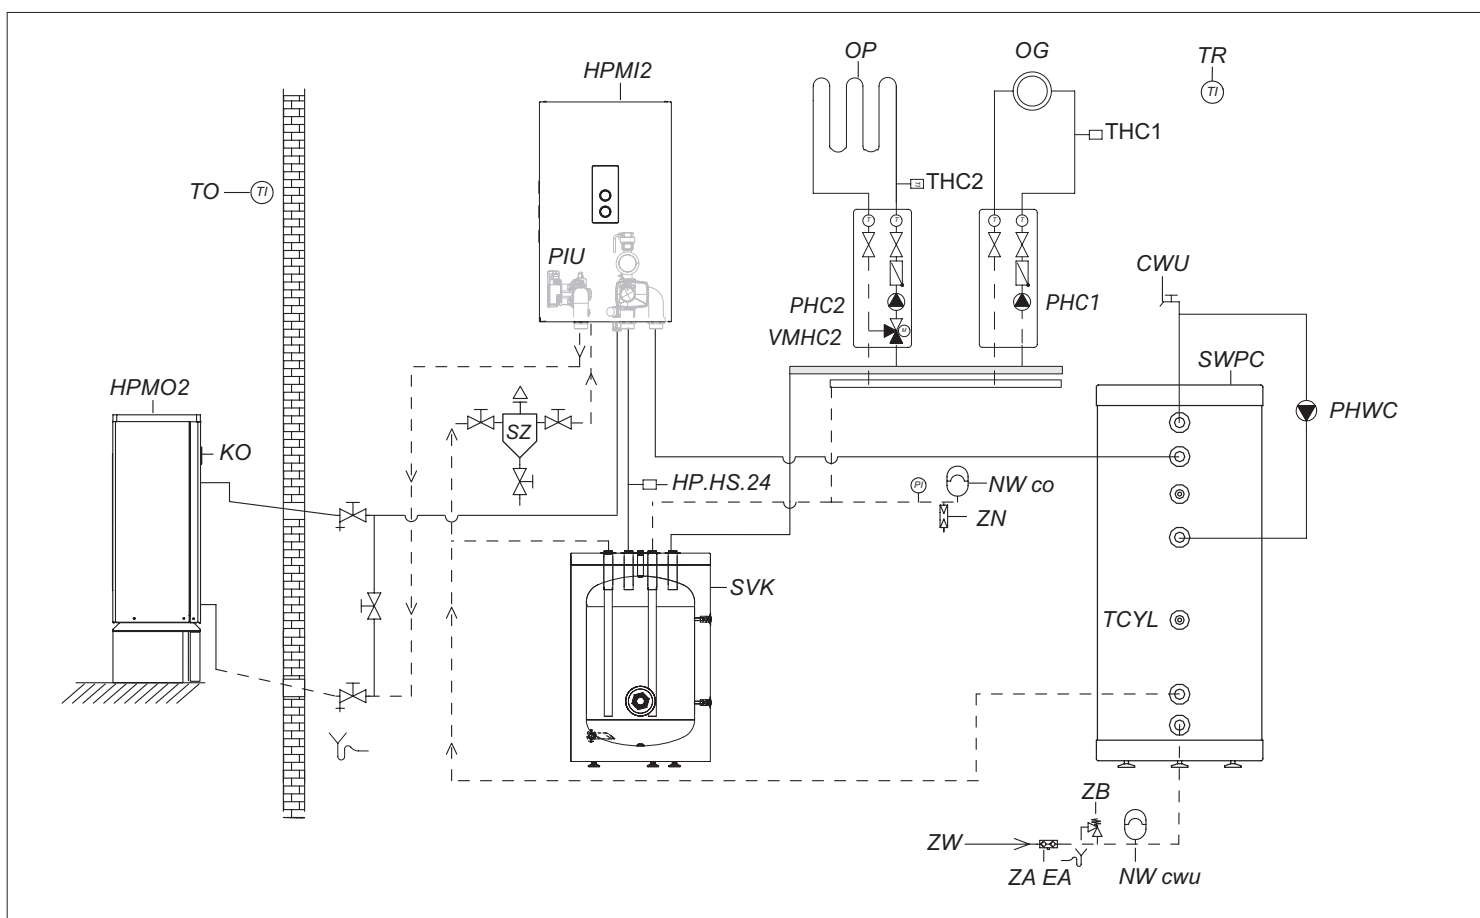 OP
OG
TR
HPMI2
TI
THC1
TO
TI
THC2
T
T
T
T
PIU
CWU
PHC2
PHC1
M
VMHC2
SWPC
HPMO2
PHWC
SZ
KO
HP.HS.24
PI
NW co
ZN
SVK
TCYL
ZB
ZW
ZA EA
NW cwu